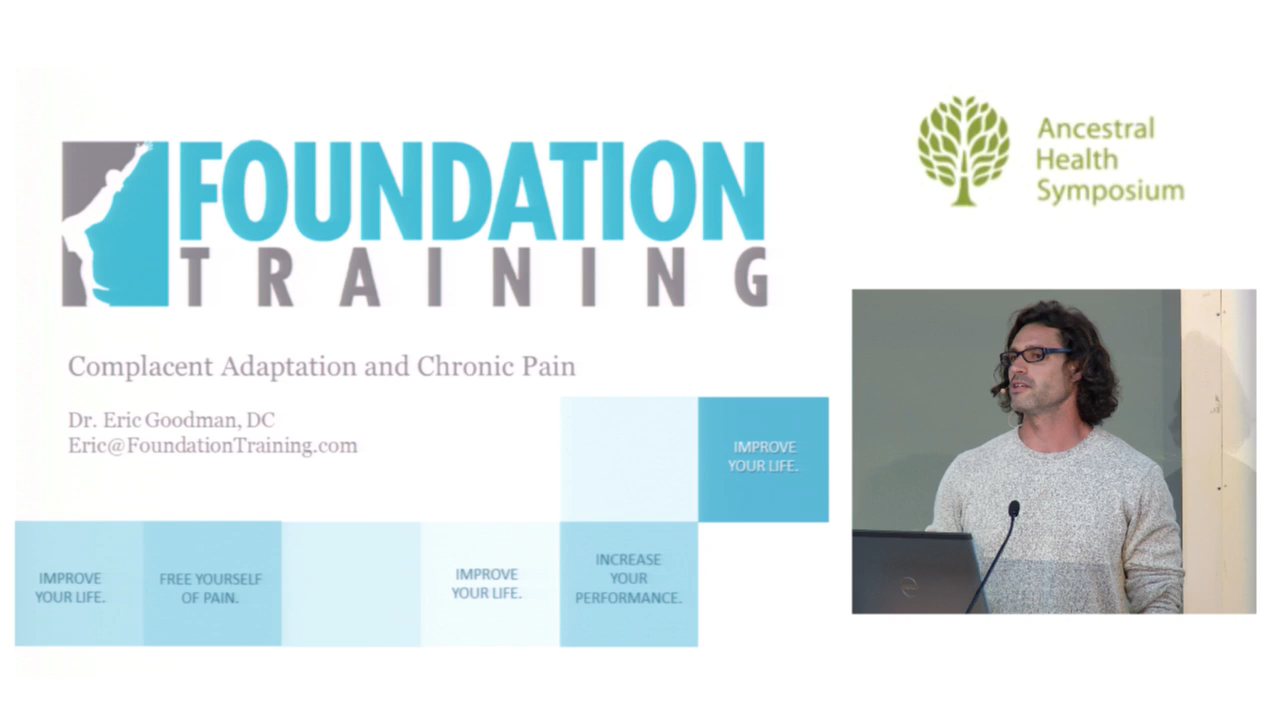 FOUNDATION
TRAINING
Complacent Adaptation and Chronic Pain
Dr. Eric Goodman, DC
Eric@FoundationTraining.com
IMPROVE
YOUR LIFE.
IMPROVE
YOUR LIFE.
FREE YOURSELF
OF PAIN.
IMPROVE
YOUR LIFE.
INCREASE
YOUR
PERFORMANCE.
Ancestral
Health
Symposium